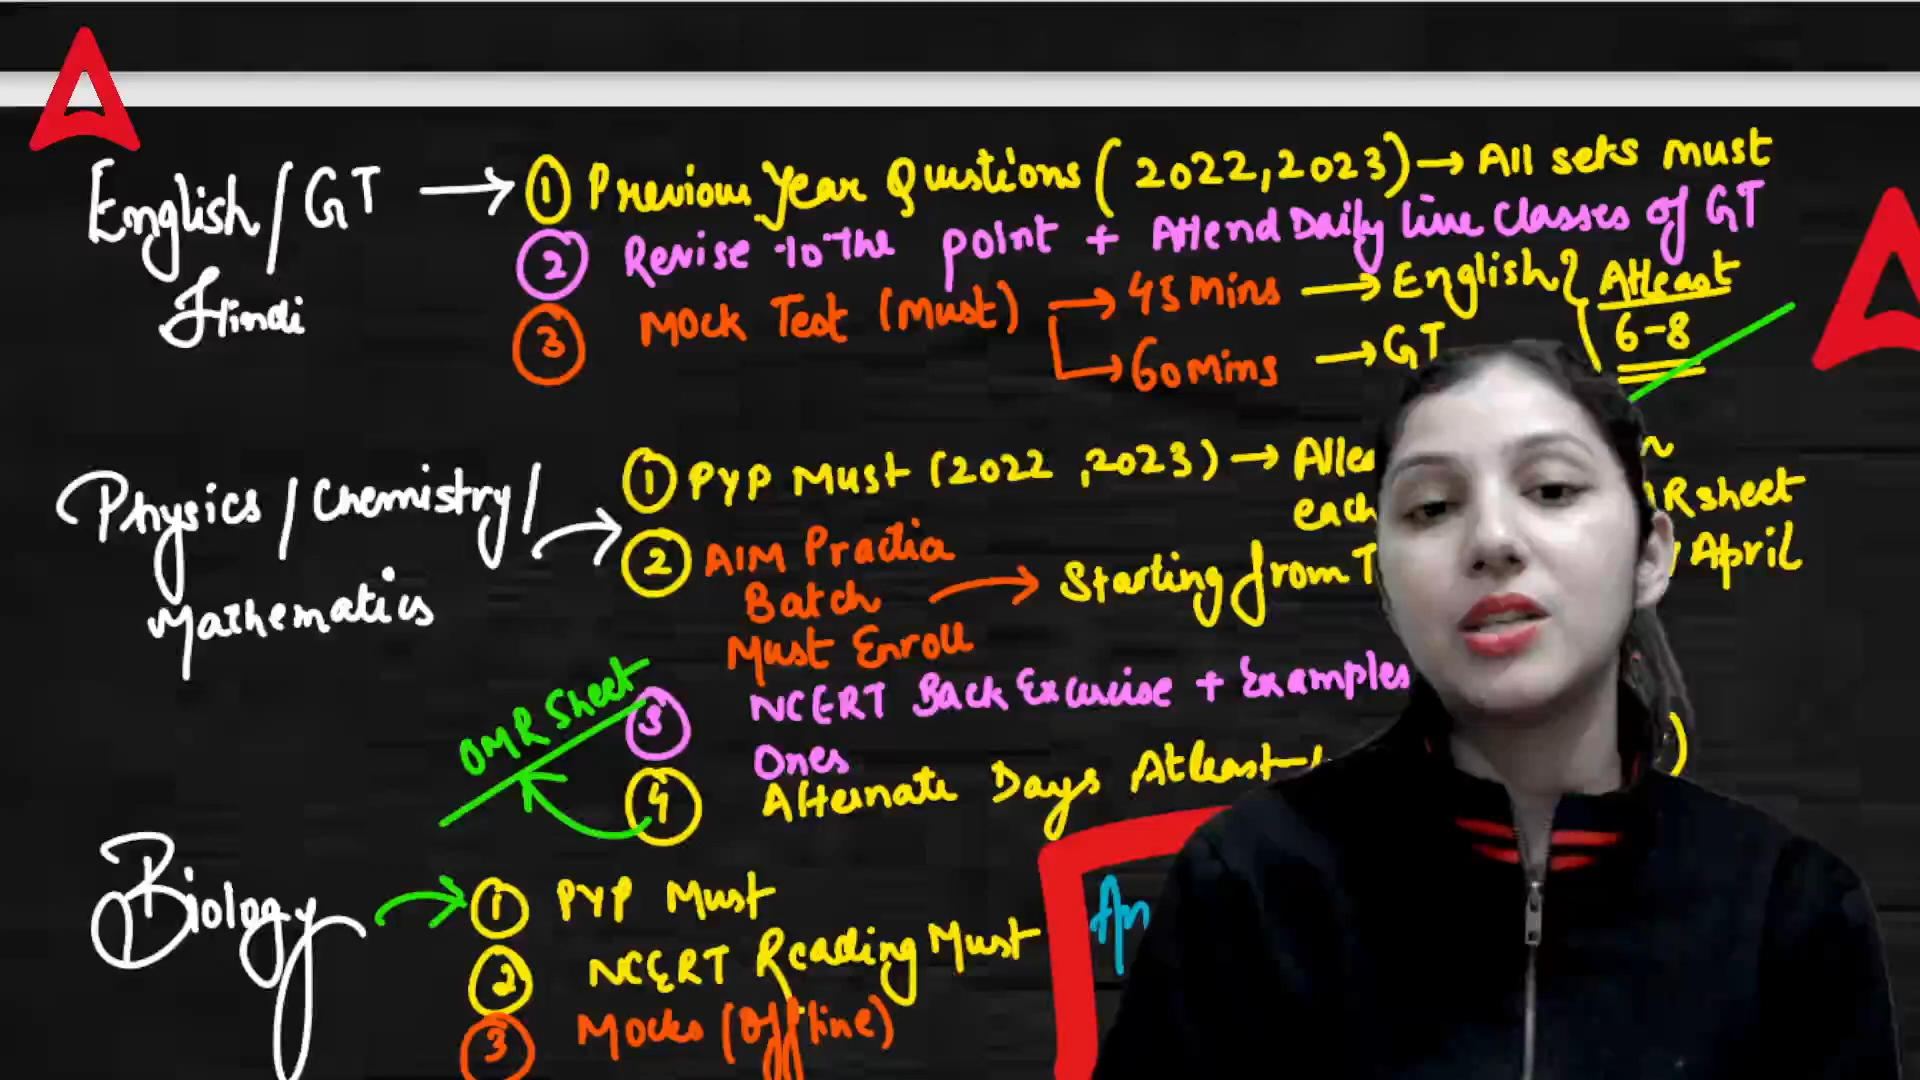 English / GT → ① Previous Year Questions (2022, 2023) → All sets must
Hindi
② Revise to the point + Attend Daily live classes of GT
③ Mock Test (Must) → 45 Mins → English
→ 60 Mins → GT
Atleast
6-8
Physics / Chemistry /
Mathematics
① PYP Must (2022, 2023) →
each
sheet
② AIM Practice
Batch → Starting from
April
Must Enroll
③ NCERT Back Exercise + Examples
Ones
OMR Sheet
④ Alternate Days Atleast
Biology → ① PYP Must
② NCERT Reading Must
③ Mocks (Offline)